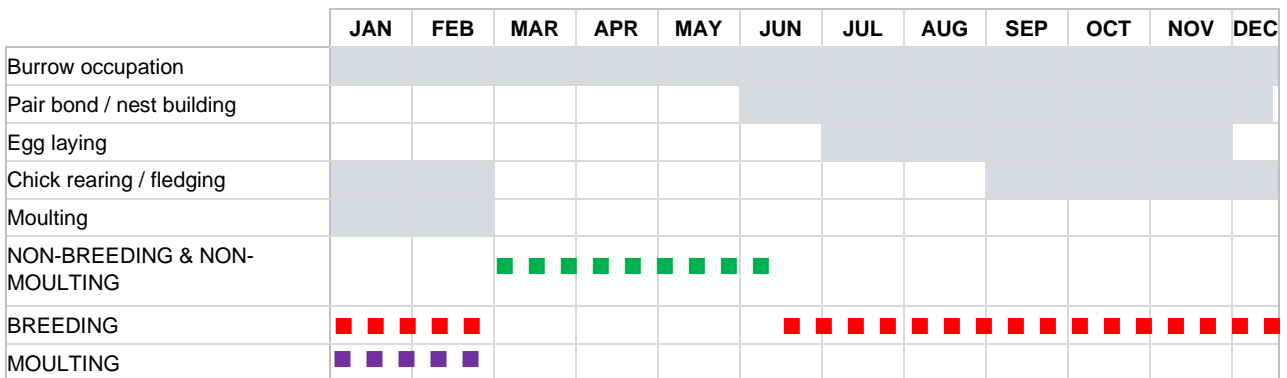 JAN FEB MAR APR MAY JUN JUL AUG SEP OCT NOV DEC
Burrow occupation
Pair bond / nest building
Egg laying
Chick rearing / fledging
Moulting
NON-BREEDING & NON-
MOULTING
BREEDING
MOULTING